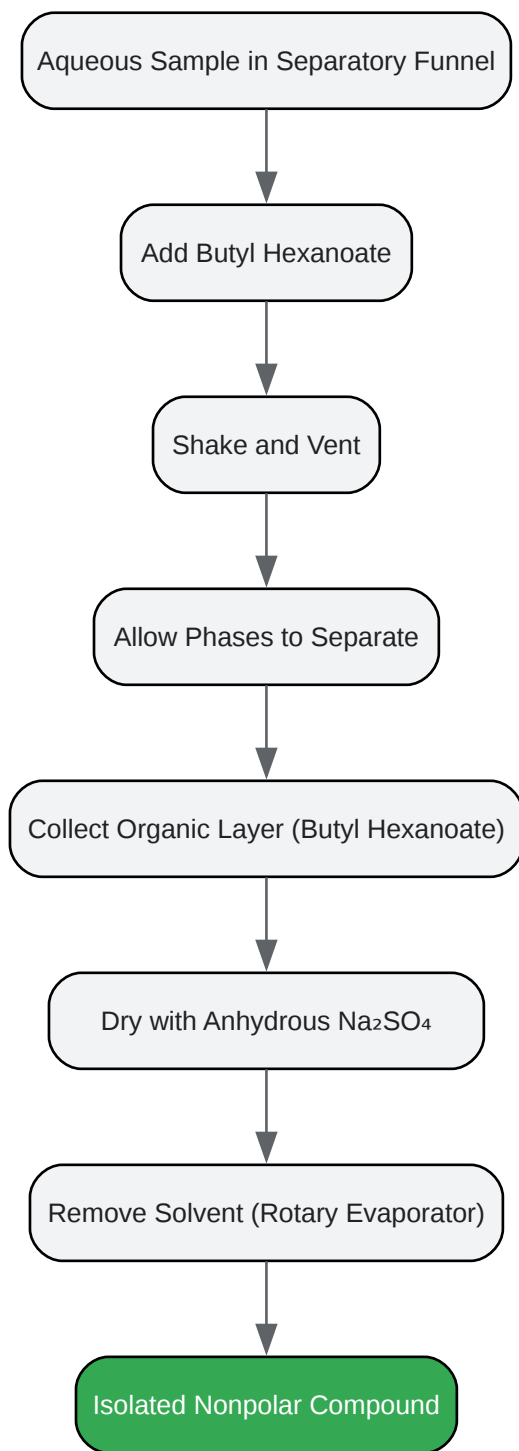 Aqueous Sample in Separatory Funnel
Add Butyl Hexanoate
Shake and Vent
Allow Phases to Separate
Collect Organic Layer (Butyl Hexanoate)
Dry with Anhydrous Na₂SO₄
Remove Solvent (Rotary Evaporator)
Isolated Nonpolar Compound